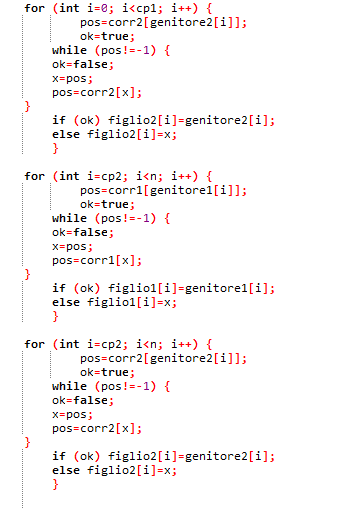 for (int i=0; i<cp1; i++) {
pos=corr2[genitore2[i]];
ok=true;
while (pos!=-1) {
ok=false;
x=pos;
pos=corr2[x];
}
if (ok) figlio2[i]=genitore2[i];
else figlio2[i]=x;
}
for (int i=cp2; i<n; i++) {
pos=corr1[genitore1[i]];
ok=true;
while (pos!=-1) {
ok=false;
x=pos;
pos=corr1[x];
}
if (ok) figlio1[i]=genitore1[i];
else figlio1[i]=x;
}
for (int i=cp2; i<n; i++) {
pos=corr2[genitore2[i]];
ok=true;
while (pos!=-1) {
ok=false;
x=pos;
pos=corr2[x];
}
if (ok) figlio2[i]=genitore2[i];
else figlio2[i]=x;
}